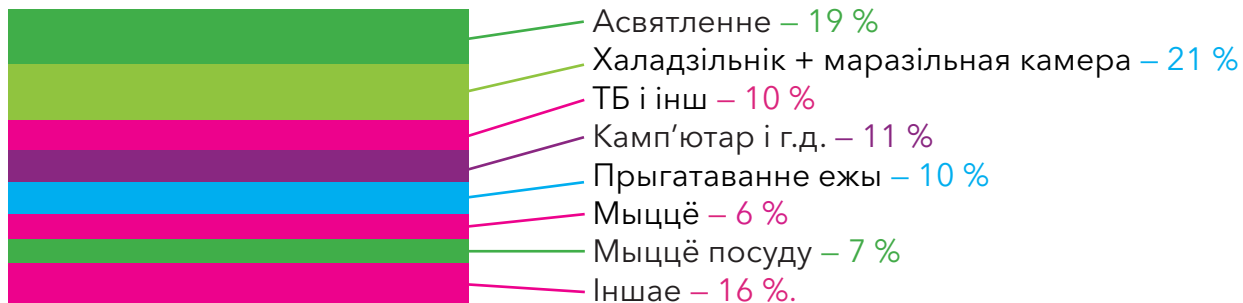 Асвятленне – 19 %
Халадзільнік + маразільная камера – 21 %
ТБ і інш – 10 %
Камп’ютар і г.д. – 11 %
Прыгатаванне ежы – 10 %
Мыццё – 6 %
Мыццё посуду – 7 %
Іншае – 16 %.